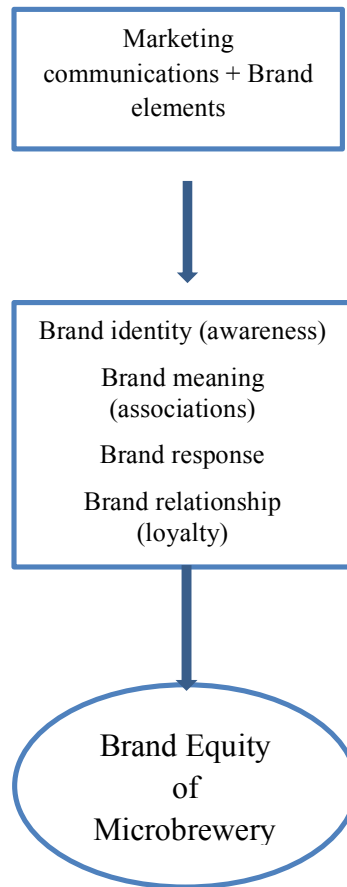 Marketing
communications + Brand
elements
Brand identity (awareness)
Brand meaning
(associations)
Brand response
Brand relationship
(loyalty)
Brand Equity
of
Microbrewery